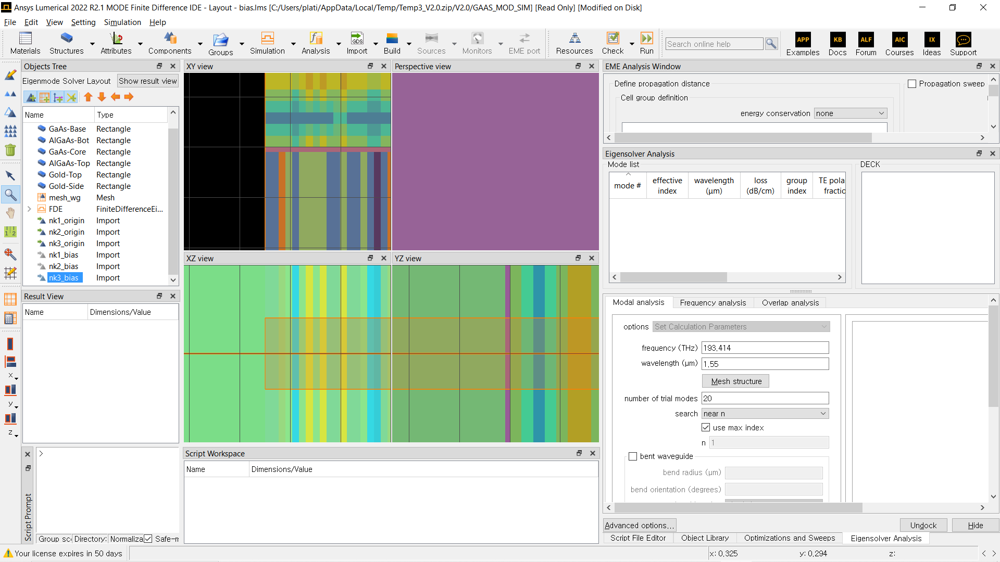 Ansys Lumerical 2022 R2.1 MODE Finite Difference IDE - Layout - bias.lms [C:/Users/plati/AppData/Local/Temp/Temp3_V2.0.zip/V2.0/GAAS_MOD_SIM] [Read Only] [Modified on Disk]
File Edit View Setting Simulation Help
Materials Structures Attributes Components Groups Simulation Analysis Import Build Sources Monitors EME port Resources Check Run Search online help Examples Docs Forum Courses Ideas Support
GDS APP KB ALF AIC IX
Objects Tree
Eigenmode Solver Layout Show result view
Name Type
GaAs-Base Rectangle
AlGaAs-Bot Rectangle
GaAs-Core Rectangle
AlGaAs-Top Rectangle
Gold-Top Rectangle
Gold-Side Rectangle
mesh_wg Mesh
FDE FiniteDifferenceEi...
nk1_origin Import
nk2_origin Import
nk3_origin Import
nk1_bias Import
nk2_bias Import
nk3_bias Import
1 2
x
y
z
Result View
Name Dimensions/Value
Script Prompt
>
Group sc Directory: Normaliza Safe-m
XY view
Perspective view
XZ view
YZ view
Script Workspace
Name Dimensions/Value
EME Analysis Window
Define propagation distance
Cell group definition
energy conservation none
Propagation sweep
Eigensolver Analysis
Mode list
DECK
mode # effective index wavelength (µm) loss (dB/cm) group index TE pola fractio
Modal analysis Frequency analysis Overlap analysis
options Set Calculation Parameters
frequency (THz) 193.414
wavelength (µm) 1.55
Mesh structure
number of trial modes 20
search near n
use max index
n 1
bent waveguide
bend radius (µm)
bend orientation (degrees)
Advanced options... Undock Hide
Script File Editor Object Library Optimizations and Sweeps Eigensolver Analysis
Your license expires in 50 days
x: 0.325 y: 0.294 z: